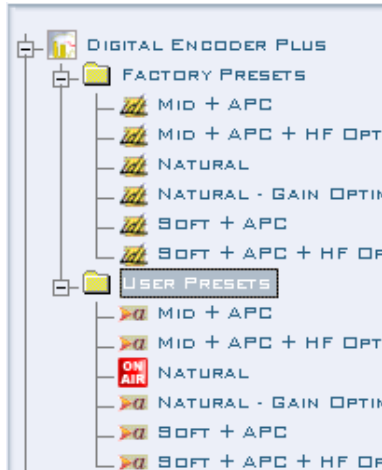 Digital Encoder Plus
Factory Presets
Mid + APC
Mid + APC + HF Opt
Natural
Natural - Gain Optim
Soft + APC
Soft + APC + HF Op
User Presets
Mid + APC
Mid + APC + HF Opt
ON AIR Natural
Natural - Gain Optim
Soft + APC
Soft + APC + HF Op